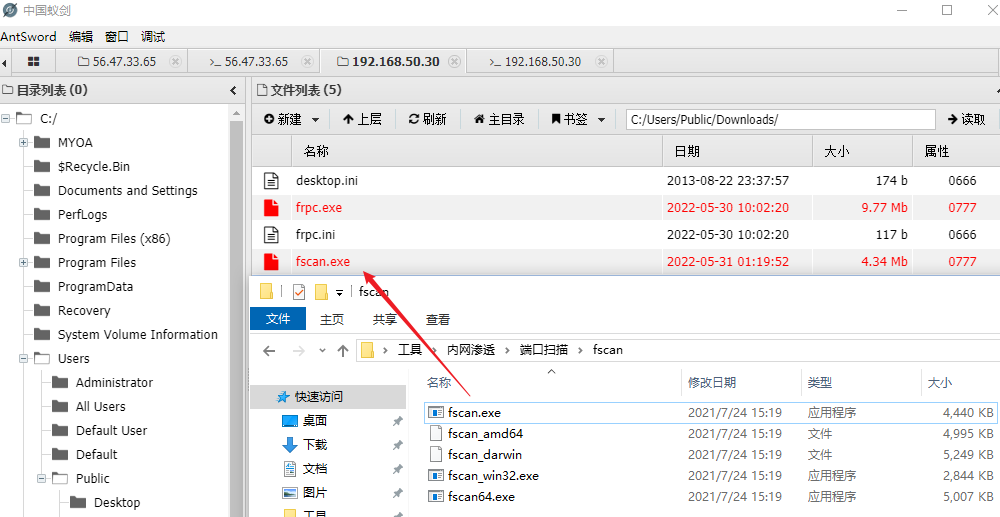 中国蚁剑
AntSword 编辑 窗口 调试
56.47.33.65 >_ 56.47.33.65 192.168.50.30 >_ 192.168.50.30
目录列表 (0)
C:/
MYOA
$Recycle.Bin
Documents and Settings
PerfLogs
Program Files (x86)
Program Files
ProgramData
Recovery
System Volume Information
Users
Administrator
All Users
Default User
Default
Public
Desktop
文件列表 (5)
新建 上层 刷新 主目录 书签 C:/Users/Public/Downloads/ 读取
名称 日期 大小 属性
desktop.ini 2013-08-22 23:37:57 174 b 0666
frpc.exe 2022-05-30 10:02:20 9.77 Mb 0777
frpc.ini 2022-05-30 10:02:20 117 b 0666
fscan.exe 2022-05-31 01:19:52 4.34 Mb 0777
fscan
文件 主页 共享 查看
工具 内网渗透 端口扫描 fscan
快速访问
桌面
下载
文档
图片
工具
名称 修改日期 类型 大小
fscan.exe 2021/7/24 15:19 应用程序 4,440 KB
fscan_amd64 2021/7/24 15:19 文件 4,995 KB
fscan_darwin 2021/7/24 15:19 文件 5,249 KB
fscan_win32.exe 2021/7/24 15:19 应用程序 2,844 KB
fscan64.exe 2021/7/24 15:19 应用程序 5,007 KB